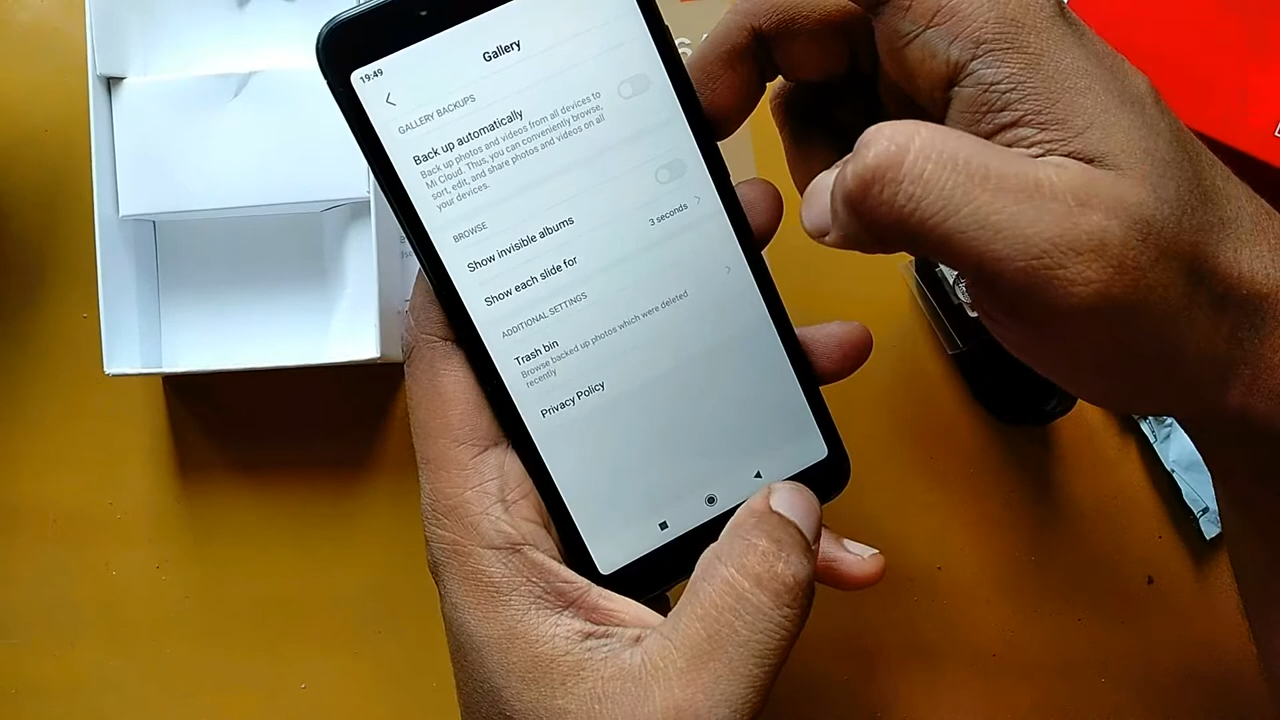 19:49
Gallery
GALLERY BACKUPS
Back up automatically
Back up photos and videos from all devices to
Mi Cloud. Thus, you can conveniently browse,
sort, edit, and share photos and videos on all
your devices.
BROWSE
Show invisible albums
Show each slide for
3 seconds
ADDITIONAL SETTINGS
Trash bin
Browse backed up photos which were deleted
recently
Privacy Policy